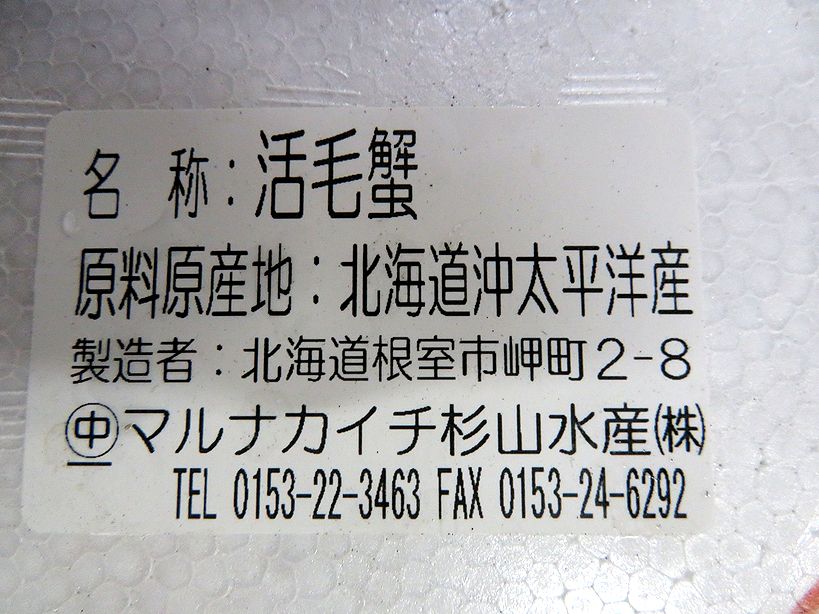 名 称：活毛蟹
原料原産地：北海道沖太平洋産
製造者：北海道根室市岬町2-8
㊥マルナカイチ杉山水産㈱
TEL 0153-22-3463 FAX 0153-24-6292